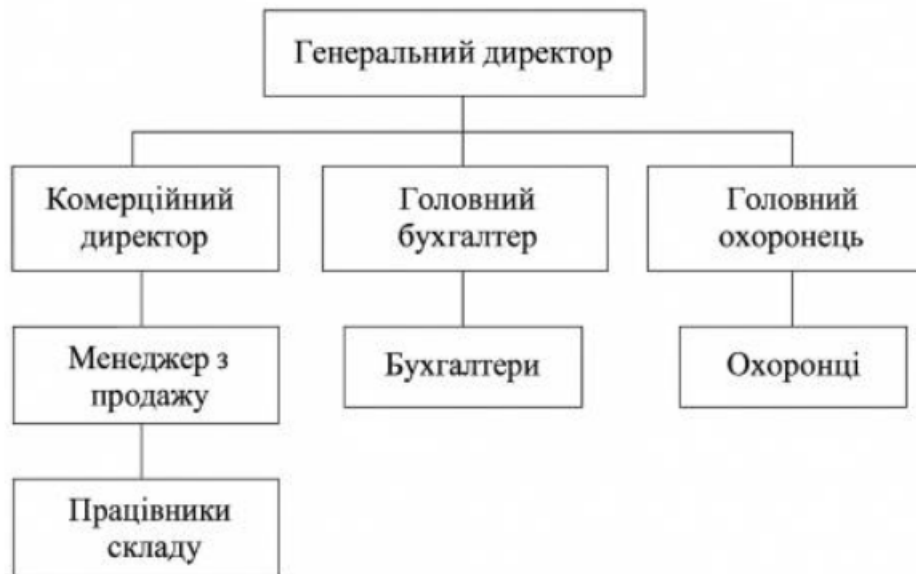 Генеральний директор
Комерційний
директор
Головний
бухгалтер
Головний
охоронець
Менеджер з
продажу
Бухгалтери
Охоронці
Працівники
складу